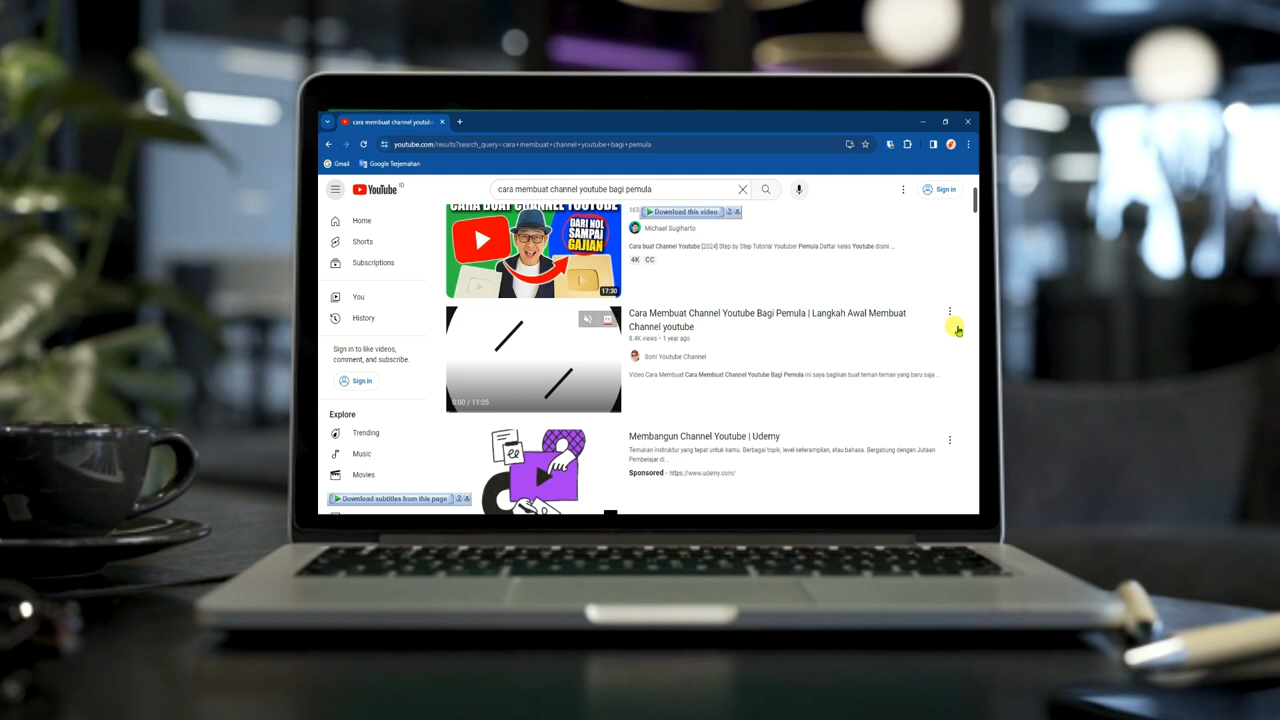 cara membuat channel youtub
youtube.com/results?search_query=cara+membuat+channel+youtube+bagi+pemula
Gmail
Google Terjemahan
YouTube ID
cara membuat channel youtube bagi pemula
Sign in
Home
Shorts
Subscriptions
You
History
Sign in to like videos,
comment, and subscribe.
Sign in
Explore
Trending
Music
Movies
Download subtitles from this page
CARA BUAT CHANNEL YOUTUBE
DARI NOL
SAMPAI
GAJIAN
17:30
Download this video
Michael Sugiharto
Cara buat Channel Youtube [2024] Step by Step Tutorial Youtuber Pemula Daftar kelas Youtube disini ...
4K CC
0:00 / 11:05
Cara Membuat Channel Youtube Bagi Pemula | Langkah Awal Membuat
Channel youtube
8.4K views • 1 year ago
Soni Youtube Channel
Video Cara Membuat Cara Membuat Channel Youtube Bagi Pemula ini saya bagikan buat teman teman yang baru saja ...
Membangun Channel Youtube | Udemy
Temukan instruktur yang tepat untuk kamu. Berbagai topik, level keterampilan, atau bahasa. Bergabung dengan Jutaan
Pembelajar di...
Sponsored · https://www.udemy.com/